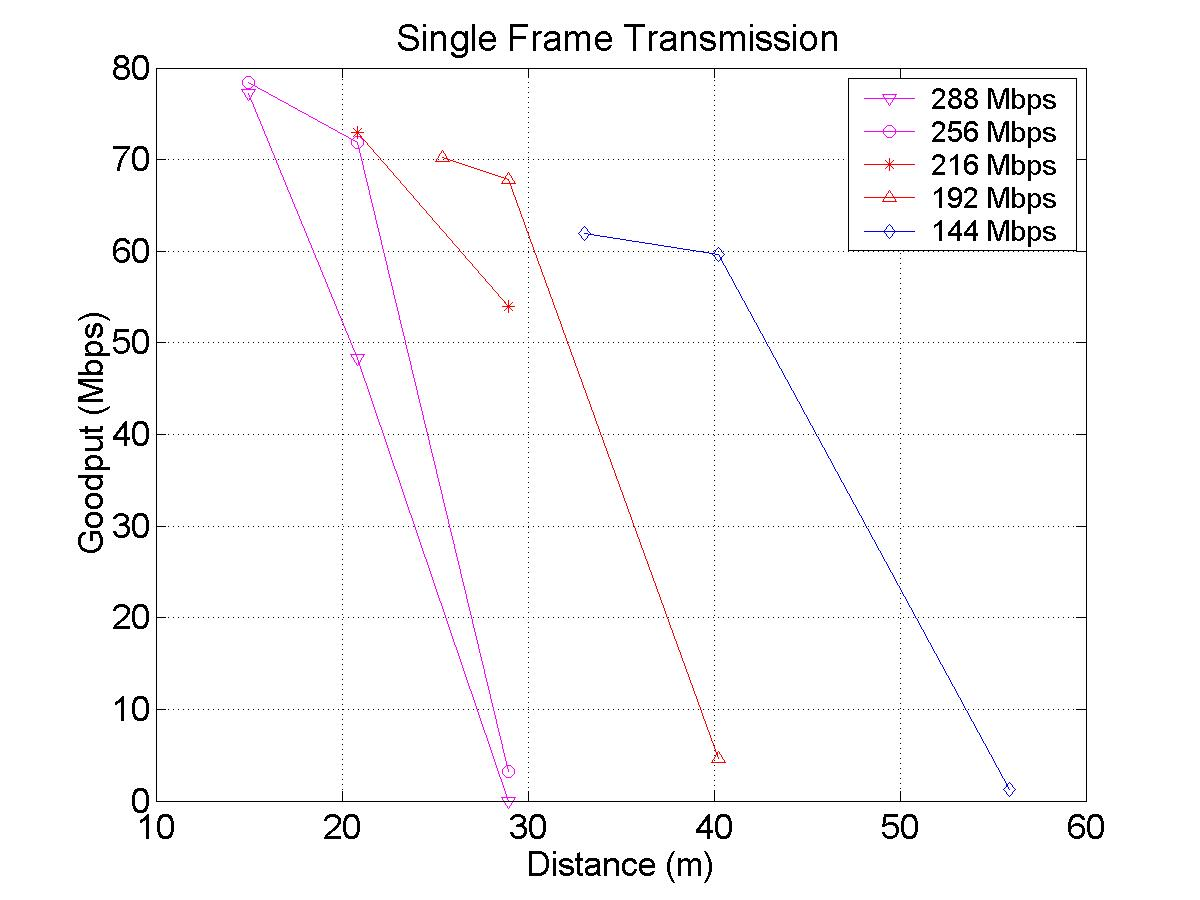 Single Frame Transmission
80
70
60
50
40
30
20
10
0
Goodput (Mbps)
288 Mbps
256 Mbps
216 Mbps
192 Mbps
144 Mbps
10 20 30 40 50 60
Distance (m)